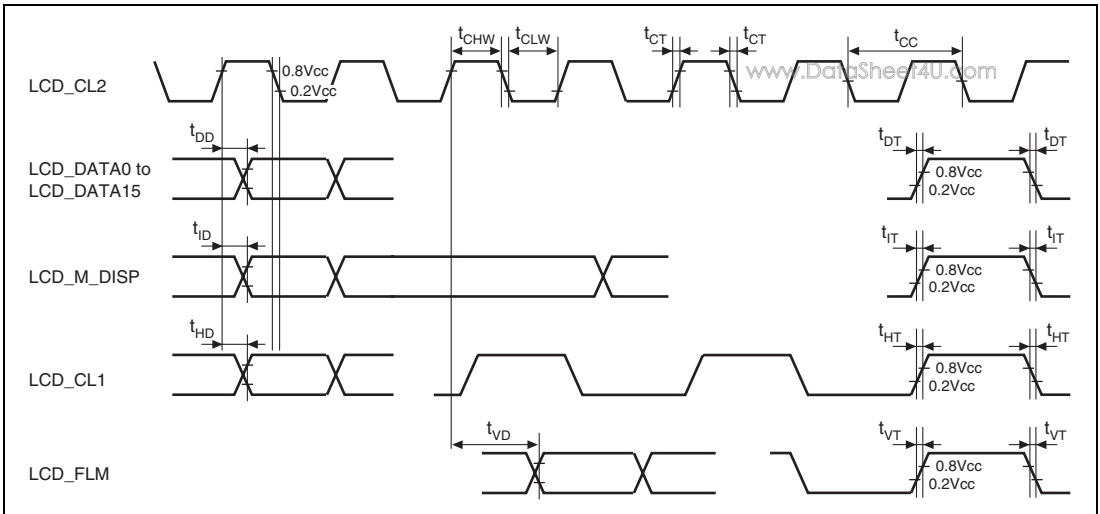 tCHW tCLW tCT tCT tCC
www.DataSheet4U.com
LCD_CL2
0.8Vcc
0.2Vcc
tDD
tDT tDT
LCD_DATA0 to
LCD_DATA15
0.8Vcc
0.2Vcc
tID
tIT tIT
LCD_M_DISP
0.8Vcc
0.2Vcc
tHD
tHT tHT
LCD_CL1
0.8Vcc
0.2Vcc
tVD
tVT tVT
LCD_FLM
0.8Vcc
0.2Vcc